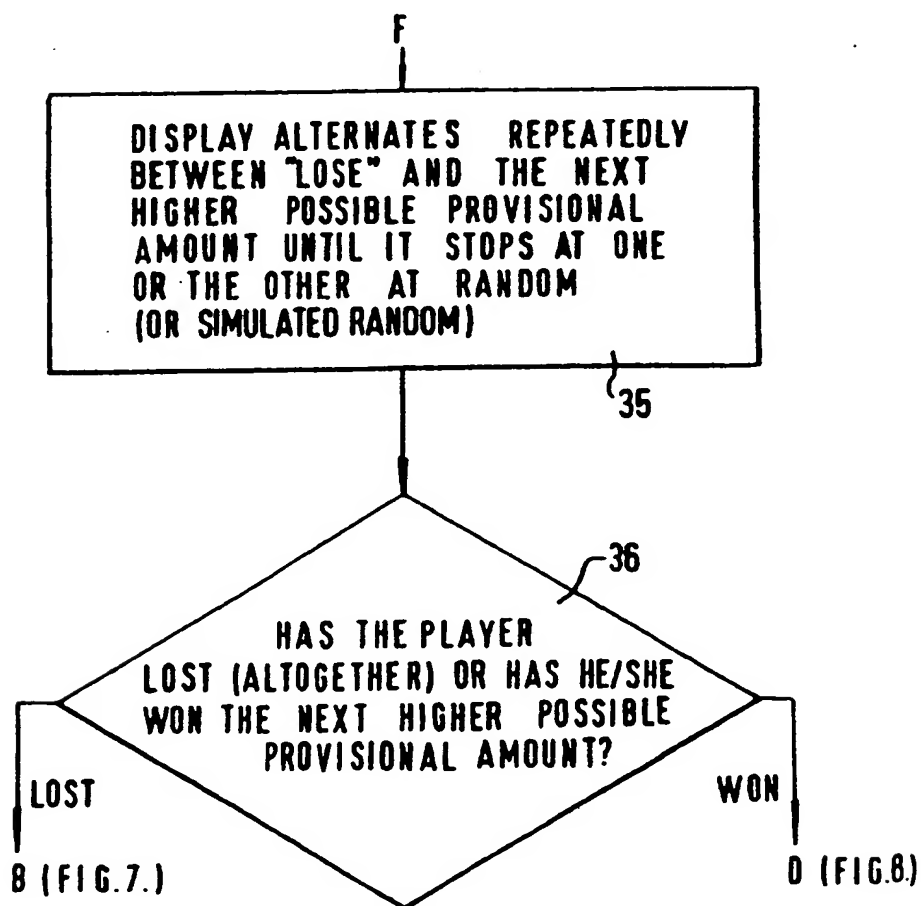 F
DISPLAY ALTERNATES REPEATEDLY
BETWEEN "LOSE" AND THE NEXT
HIGHER POSSIBLE PROVISIONAL
AMOUNT UNTIL IT STOPS AT ONE
OR THE OTHER AT RANDOM
(OR SIMULATED RANDOM)
35
36
HAS THE PLAYER
LOST (ALTOGETHER) OR HAS HE/SHE
WON THE NEXT HIGHER POSSIBLE
PROVISIONAL AMOUNT?
LOST
WON
B (FIG.7.)
D (FIG.8.)